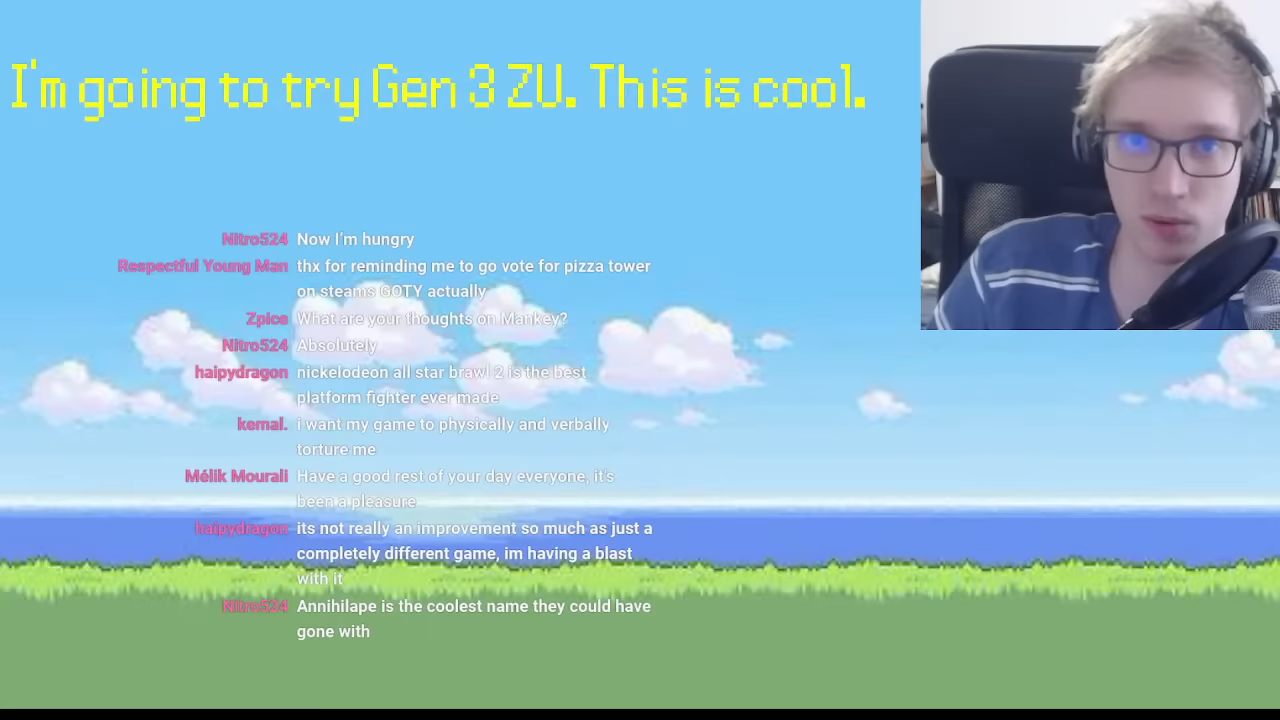 I'm going to try Gen 3 ZU. This is cool.
Nitro524 Now I'm hungry
Respectful Young Man thx for reminding me to go vote for pizza tower
on steams GOTY actually
Zpice What are your thoughts on Mankey?
Nitro524 Absolutely
haipydragon nickelodeon all star brawl 2 is the best
platform fighter ever made
kernal. i want my game to physically and verbally
torture me
Mélik Mourali Have a good rest of your day everyone, it's
been a pleasure
haipydragon its not really an improvement so much as just a
completely different game, im having a blast
with it
Nitro524 Annihilape is the coolest name they could have
gone with